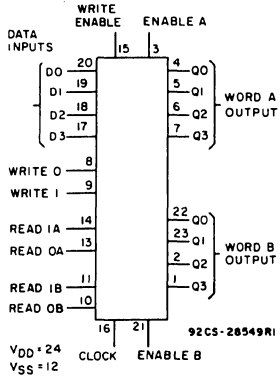 WRITE ENABLE
ENABLE A
DATA INPUTS
15 3
20 D0
19 D1
18 D2
17 D3
4 Q0
5 Q1
6 Q2
7 Q3
WORD A OUTPUT
8 WRITE 0
9 WRITE 1
14 READ 1A
13 READ 0A
11 READ 1B
10 READ 0B
22 Q0
23 Q1
2 Q2
1 Q3
WORD B OUTPUT
16 21
92CS-28549R1
VDD = 24
VSS = 12
CLOCK
ENABLE B